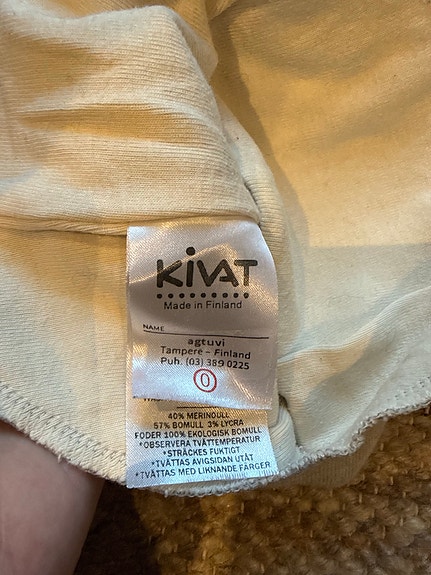 KIVAT
Made in Finland
NAME
agtuvi
Tampere – Finland
Puh. (03) 389 0225
0
40% MERINOULL
57% BOMULL 3% LYCRA
FODER 100% EKOLOGISK BOMULL
*OBSERVERA TVÄTTEMPERATUR
*STRÄCKES FUKTIGT
*TVÄTTAS AVIGSIDAN UTÅT
*TVÄTTAS MED LIKNANDE FÄRGER